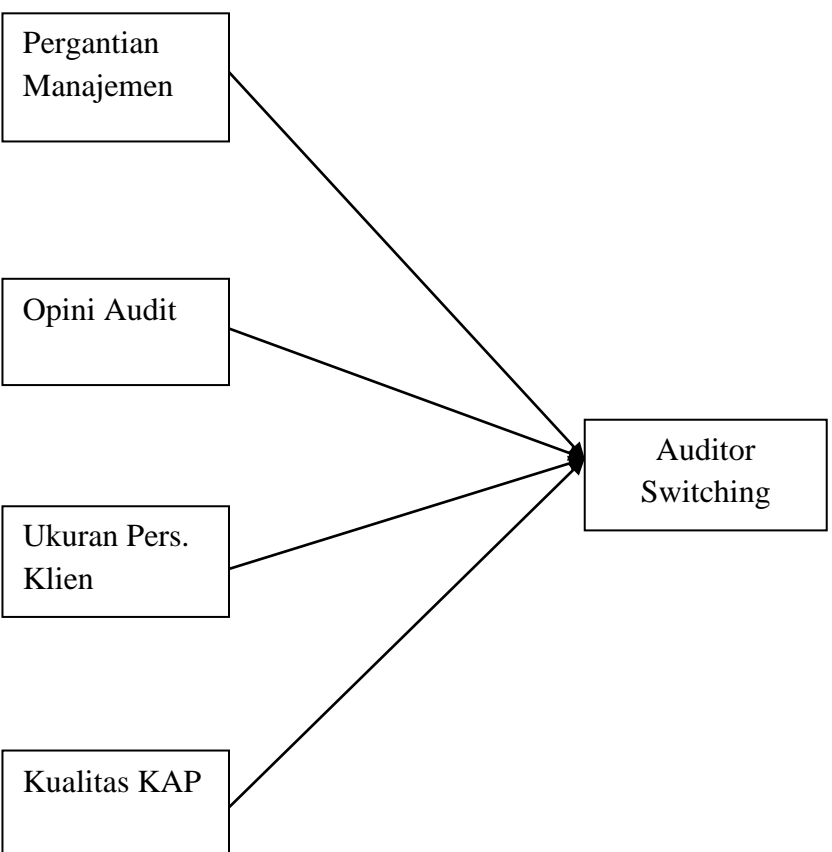 Pergantian
Manajemen
Opini Audit
Auditor
Switching
Ukuran Pers.
Klien
Kualitas KAP